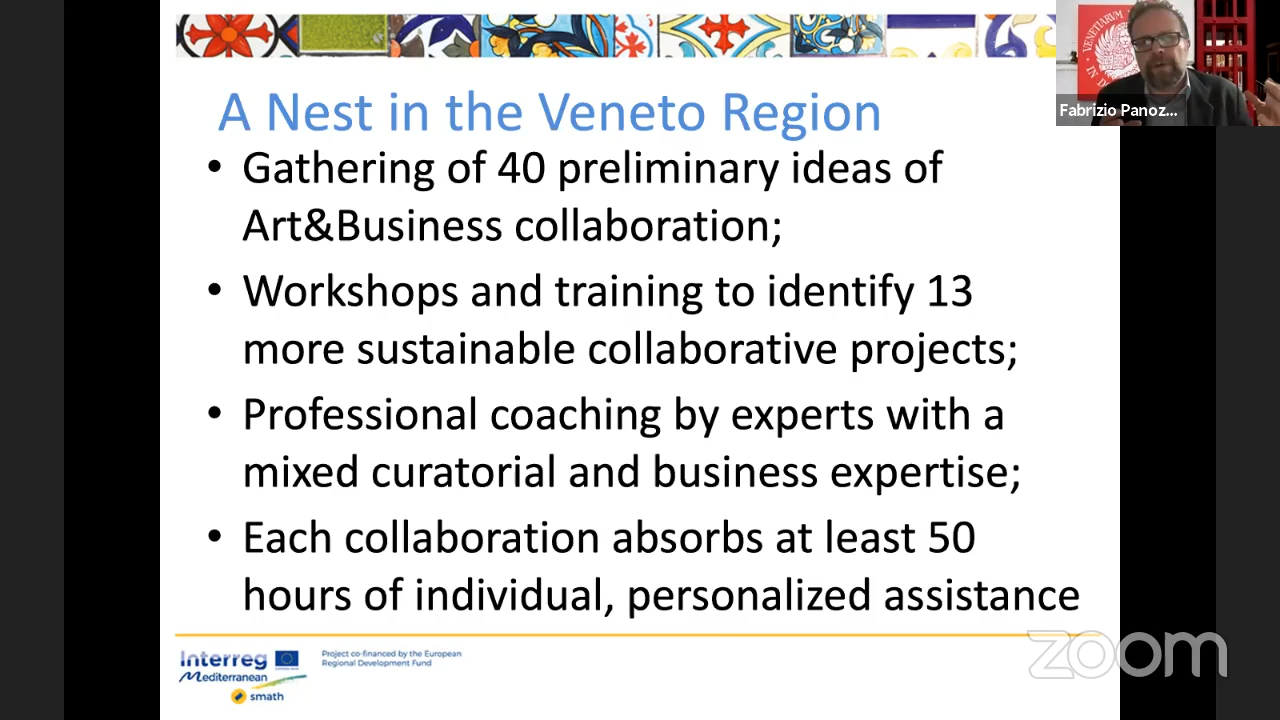 A Nest in the Veneto Region
• Gathering of 40 preliminary ideas of
Art&Business collaboration;
• Workshops and training to identify 13
more sustainable collaborative projects;
• Professional coaching by experts with a
mixed curatorial and business expertise;
• Each collaboration absorbs at least 50
hours of individual, personalized assistance
Interreg
Mediterranean
smath
Project co-financed by the European
Regional Development Fund
Fabrizio Panoz...
VENETIARVM
IN D
zoom